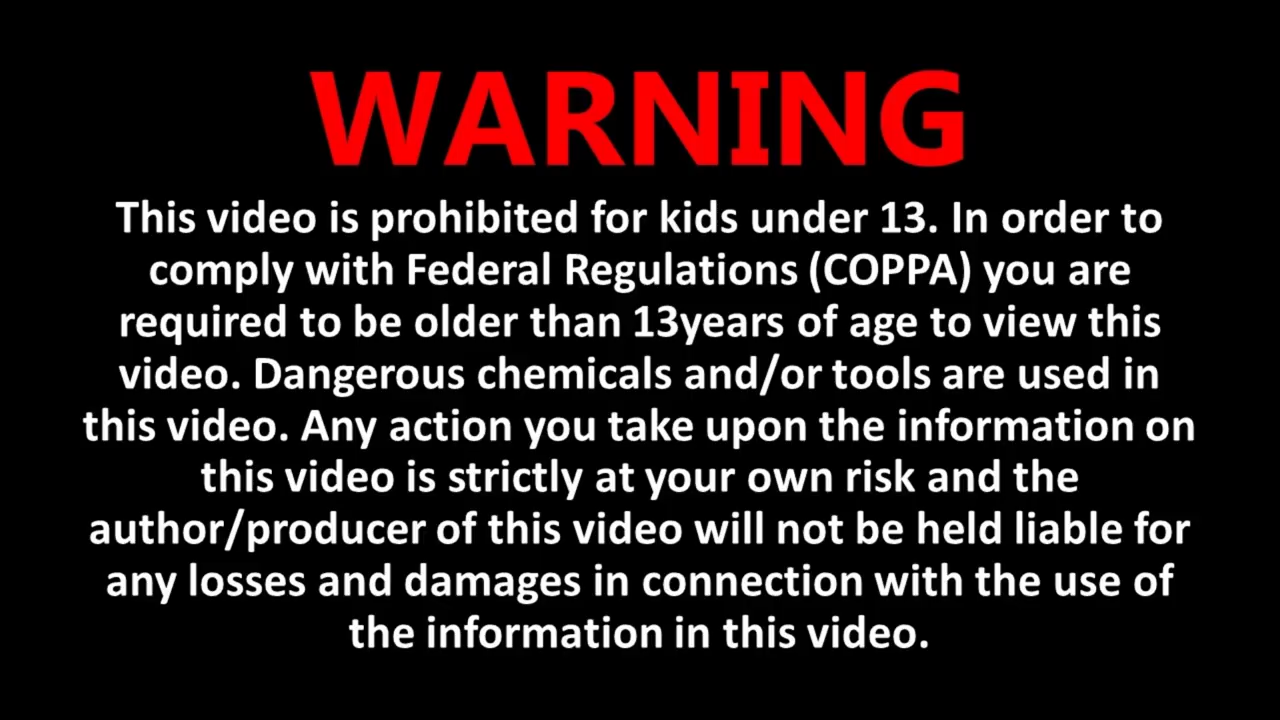 WARNING
This video is prohibited for kids under 13. In order to
comply with Federal Regulations (COPPA) you are
required to be older than 13years of age to view this
video. Dangerous chemicals and/or tools are used in
this video. Any action you take upon the information on
this video is strictly at your own risk and the
author/producer of this video will not be held liable for
any losses and damages in connection with the use of
the information in this video.